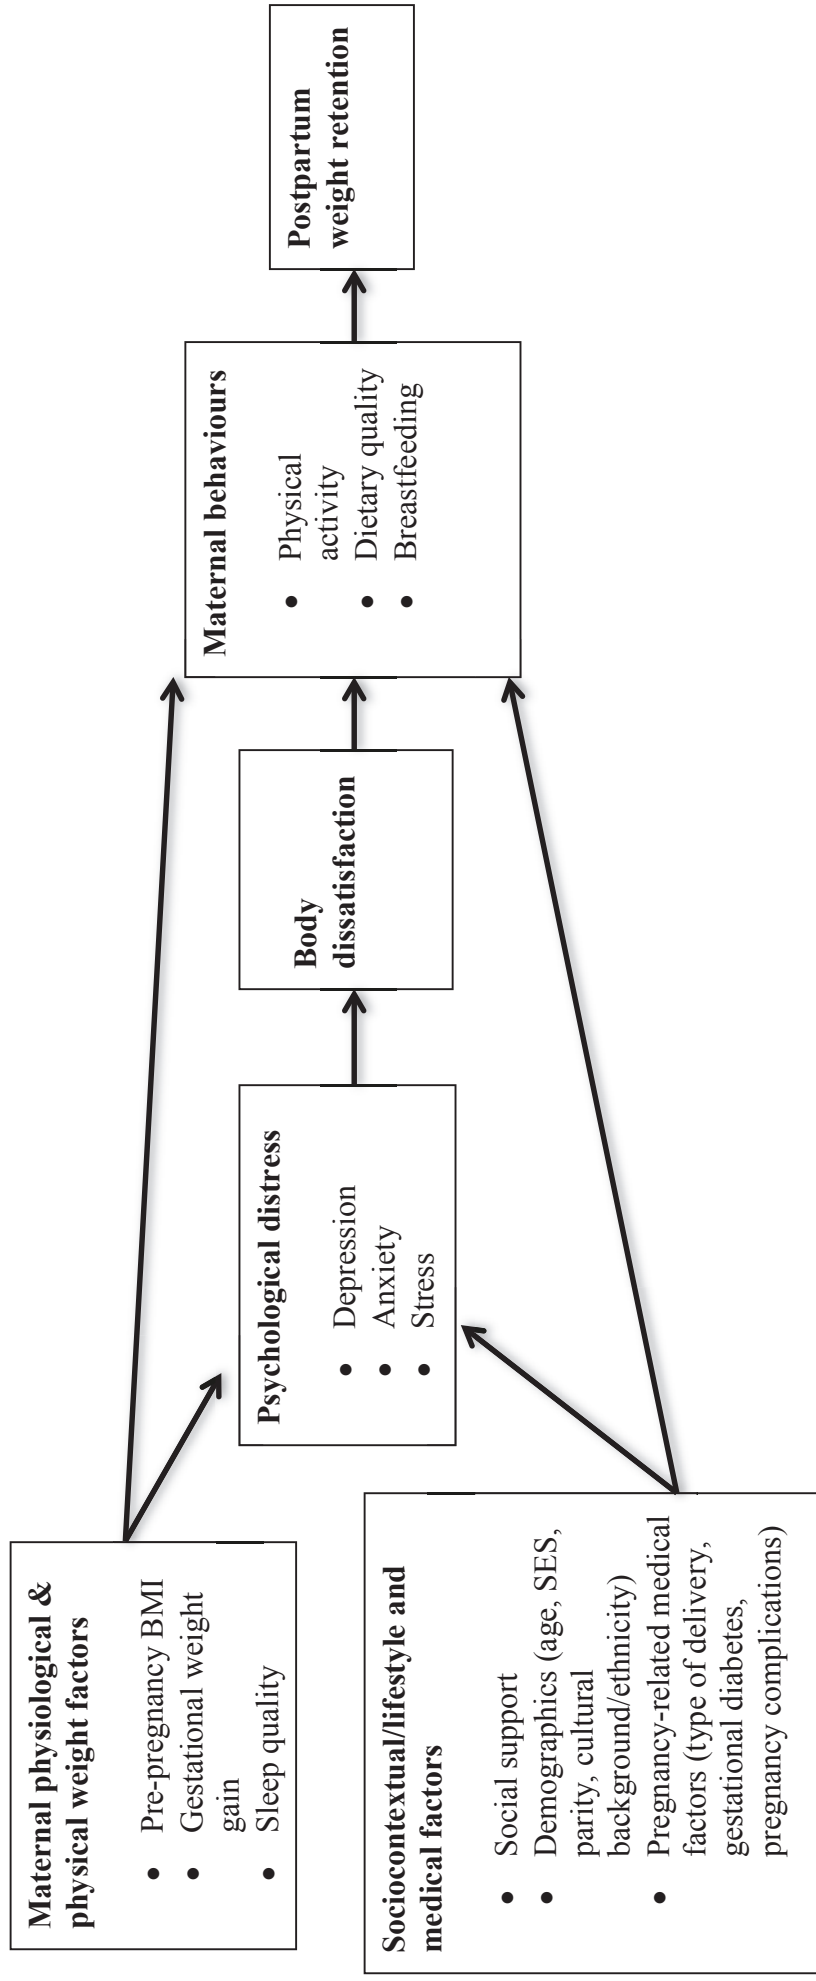 Maternal physiological &
physical weight factors
• Pre-pregnancy BMI
• Gestational weight
gain
• Sleep quality
Sociocontextual/lifestyle and
medical factors
• Social support
• Demographics (age, SES,
parity, cultural
background/ethnicity)
• Pregnancy-related medical
factors (type of delivery,
gestational diabetes,
pregnancy complications)
Psychological distress
• Depression
• Anxiety
• Stress
Body
dissatisfaction
Maternal behaviours
• Physical
activity
• Dietary quality
• Breastfeeding
Postpartum
weight retention